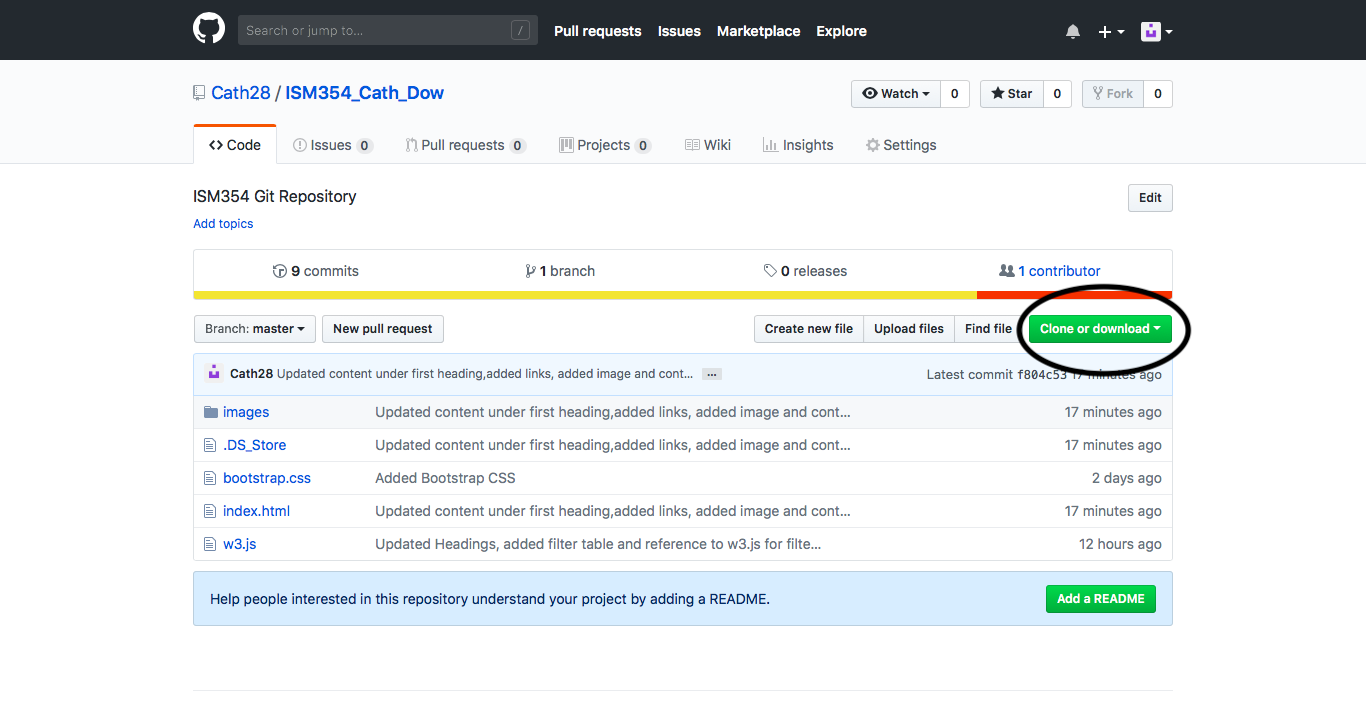 Search or jump to... / Pull requests Issues Marketplace Explore
Cath28 / ISM354_Cath_Dow Watch 0 Star 0 Fork 0
Code Issues 0 Pull requests 0 Projects 0 Wiki Insights Settings
ISM354 Git Repository Edit
Add topics
9 commits 1 branch 0 releases 1 contributor
Branch: master New pull request Create new file Upload files Find file Clone or download
Cath28 Updated content under first heading,added links, added image and cont... ... Latest commit f804c53 17 minutes ago
images Updated content under first heading,added links, added image and cont... 17 minutes ago
.DS_Store Updated content under first heading,added links, added image and cont... 17 minutes ago
bootstrap.css Added Bootstrap CSS 2 days ago
index.html Updated content under first heading,added links, added image and cont... 17 minutes ago
w3.js Updated Headings, added filter table and reference to w3.js for filte... 12 hours ago
Help people interested in this repository understand your project by adding a README. Add a README